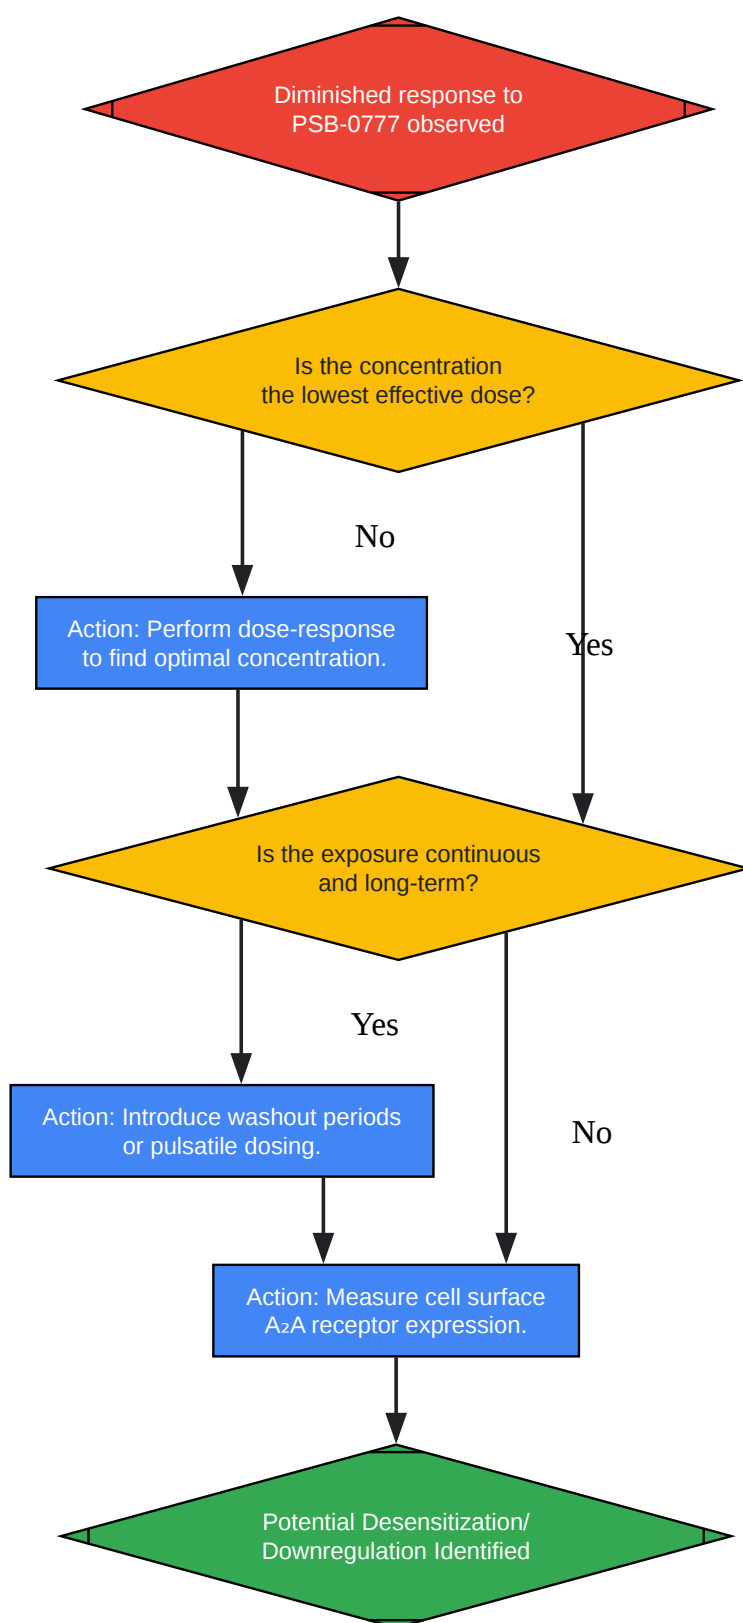 Diminished response to
PSB-0777 observed
Is the concentration
the lowest effective dose?
No
Action: Perform dose-response
to find optimal concentration.
Yes
Is the exposure continuous
and long-term?
Yes
Action: Introduce washout periods
or pulsatile dosing.
No
Action: Measure cell surface
A₂A receptor expression.
Potential Desensitization/
Downregulation Identified